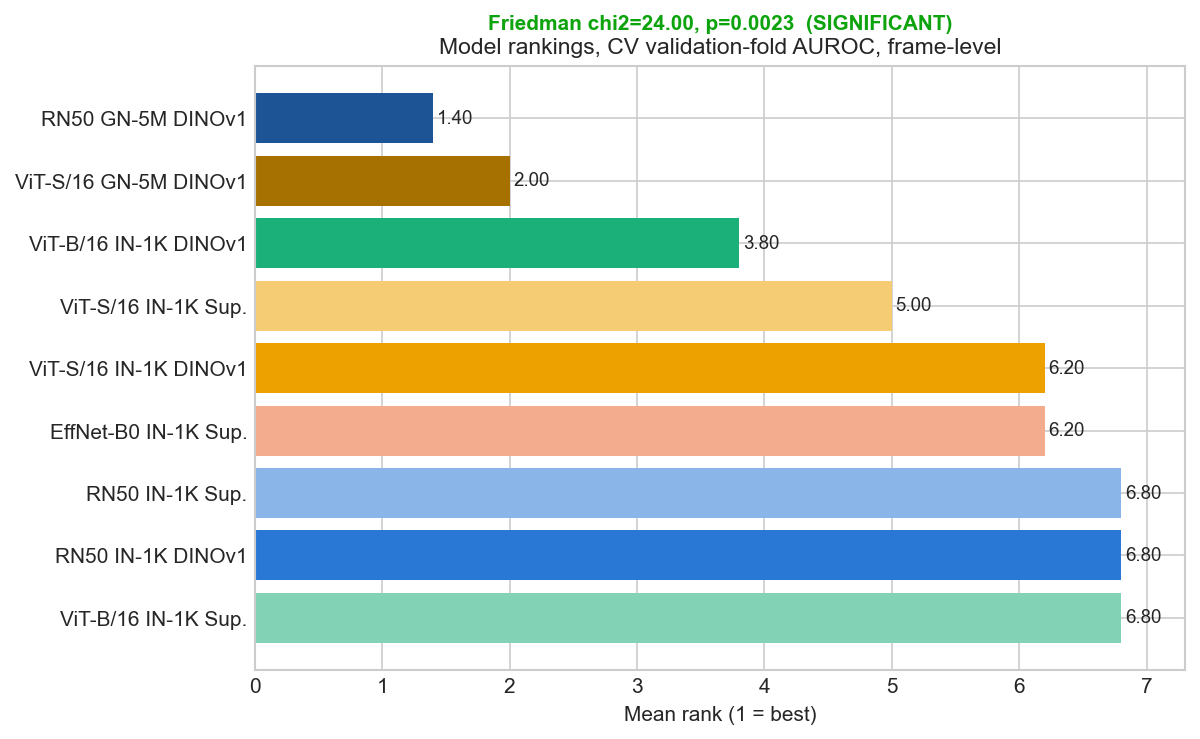 Friedman chi2=24.00, p=0.0023  (SIGNIFICANT)
Model rankings, CV validation-fold AUROC, frame-level
RN50 GN-5M DINOv1 1.40
ViT-S/16 GN-5M DINOv1 2.00
ViT-B/16 IN-1K DINOv1 3.80
ViT-S/16 IN-1K Sup. 5.00
ViT-S/16 IN-1K DINOv1 6.20
EffNet-B0 IN-1K Sup. 6.20
RN50 IN-1K Sup. 6.80
RN50 IN-1K DINOv1 6.80
ViT-B/16 IN-1K Sup. 6.80
0 1 2 3 4 5 6 7
Mean rank (1 = best)